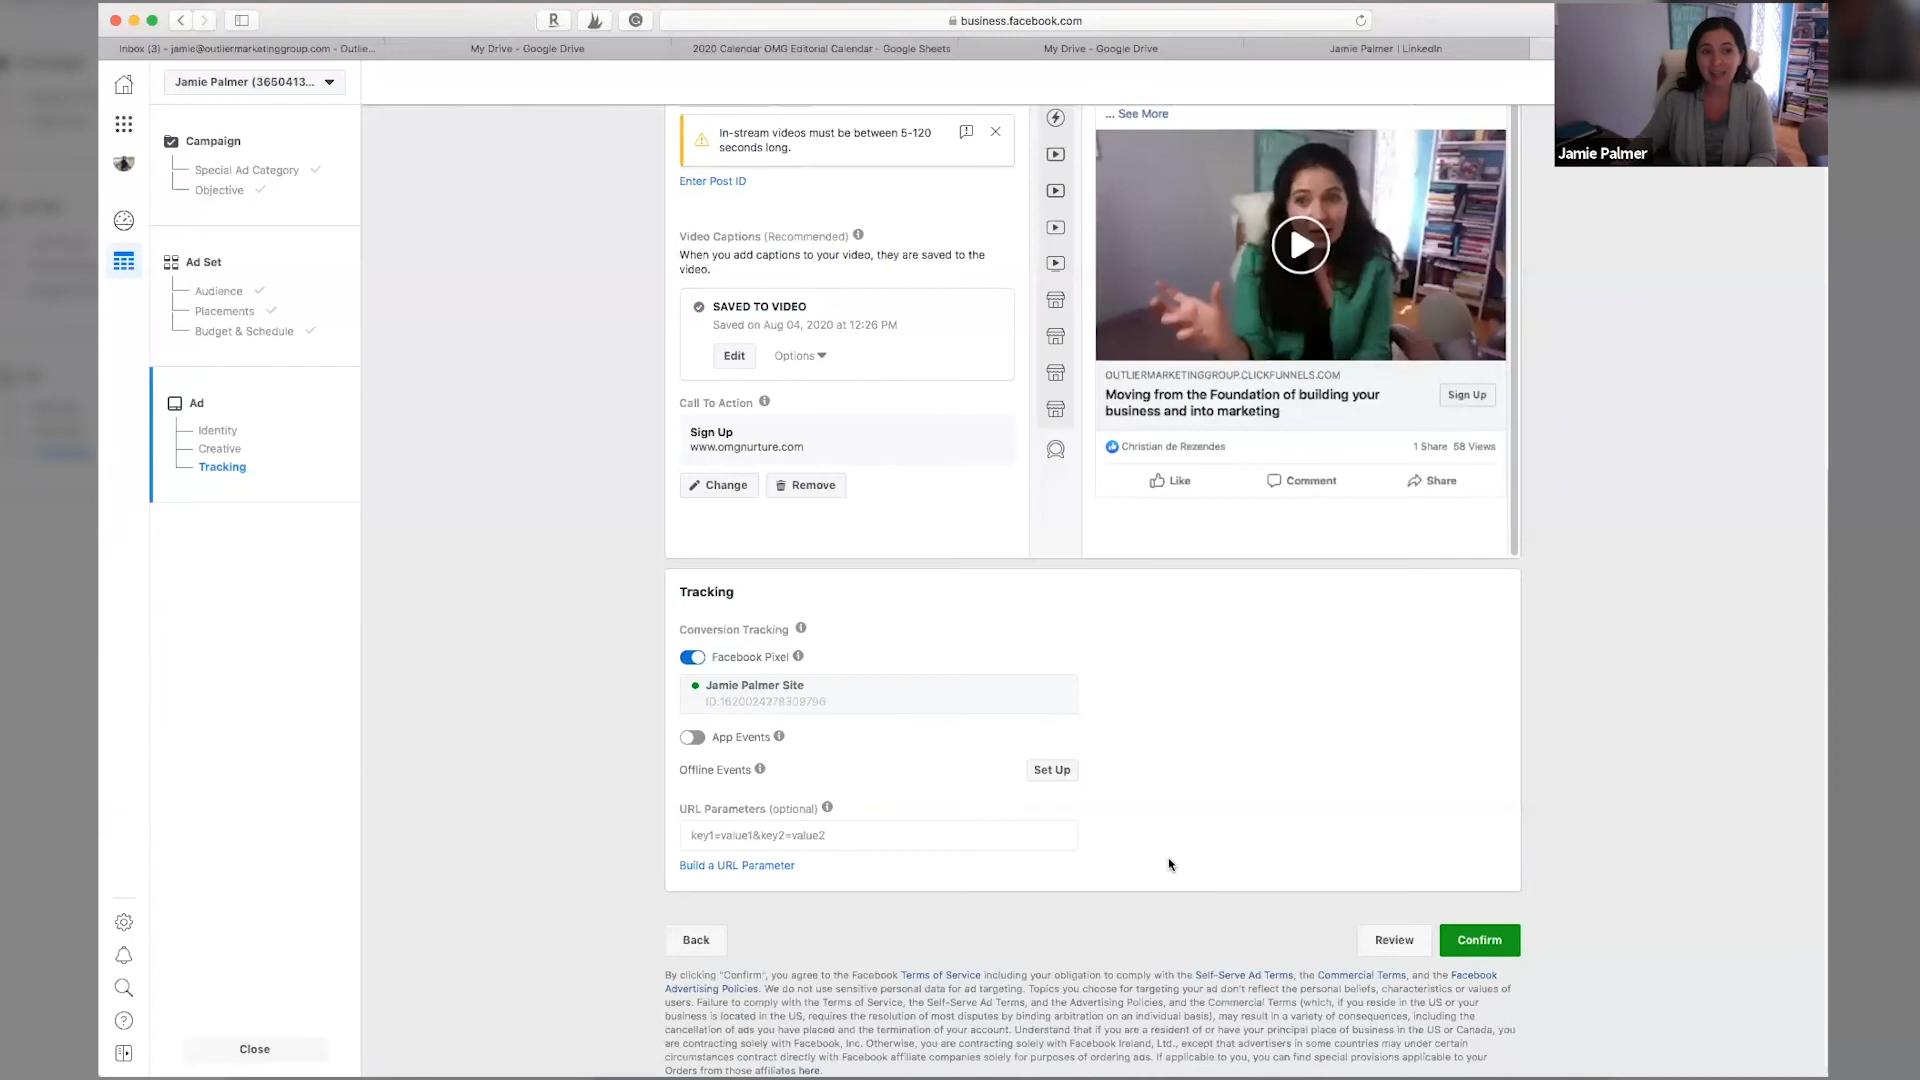 business.facebook.com
Inbox (3) - jamie@outliermarketinggroup.com - Outlie...
My Drive - Google Drive
2020 Calendar OMG Editorial Calendar - Google Sheets
My Drive - Google Drive
Jamie Palmer | LinkedIn
Jamie Palmer
Jamie Palmer (3650413...
Campaign
Special Ad Category
Objective
Ad Set
Audience
Placements
Budget & Schedule
Ad
Identity
Creative
Tracking
Close
In-stream videos must be between 5-120
seconds long.
Enter Post ID
Video Captions (Recommended)
When you add captions to your video, they are saved to the
video.
SAVED TO VIDEO
Saved on Aug 04, 2020 at 12:26 PM
Edit
Options
Call To Action
Sign Up
www.omgnurture.com
Change
Remove
... See More
OUTLIERMARKETINGGROUP.CLICKFUNNELS.COM
Moving from the Foundation of building your
business and into marketing
Sign Up
Christian de Rezendes
1 Share 58 Views
Like
Comment
Share
Tracking
Conversion Tracking
Facebook Pixel
Jamie Palmer Site
ID:1620024278309796
App Events
Offline Events
Set Up
URL Parameters (optional)
key1=value1&key2=value2
Build a URL Parameter
Back
Review
Confirm
By clicking "Confirm", you agree to the Facebook Terms of Service including your obligation to comply with the Self-Serve Ad Terms, the Commercial Terms, and the Facebook
Advertising Policies. We do not use sensitive personal data for ad targeting. Topics you choose for targeting your ad don't reflect the personal beliefs, characteristics or values of
users. Failure to comply with the Terms of Service, the Self-Serve Ad Terms, and the Advertising Policies, and the Commercial Terms (which, if you reside in the US or your
business is located in the US, requires the resolution of most disputes by binding arbitration on an individual basis), may result in a variety of consequences, including the
cancellation of ads you have placed and the termination of your account. Understand that if you are a resident of or have your principal place of business in the US or Canada, you
are contracting solely with Facebook, Inc. Otherwise, you are contracting solely with Facebook Ireland, Ltd., except that advertisers in some countries may under certain
circumstances contract directly with Facebook affiliate companies solely for purposes of ordering ads. If applicable to you, you can find special provisions applicable to your
Orders from those affiliates here.